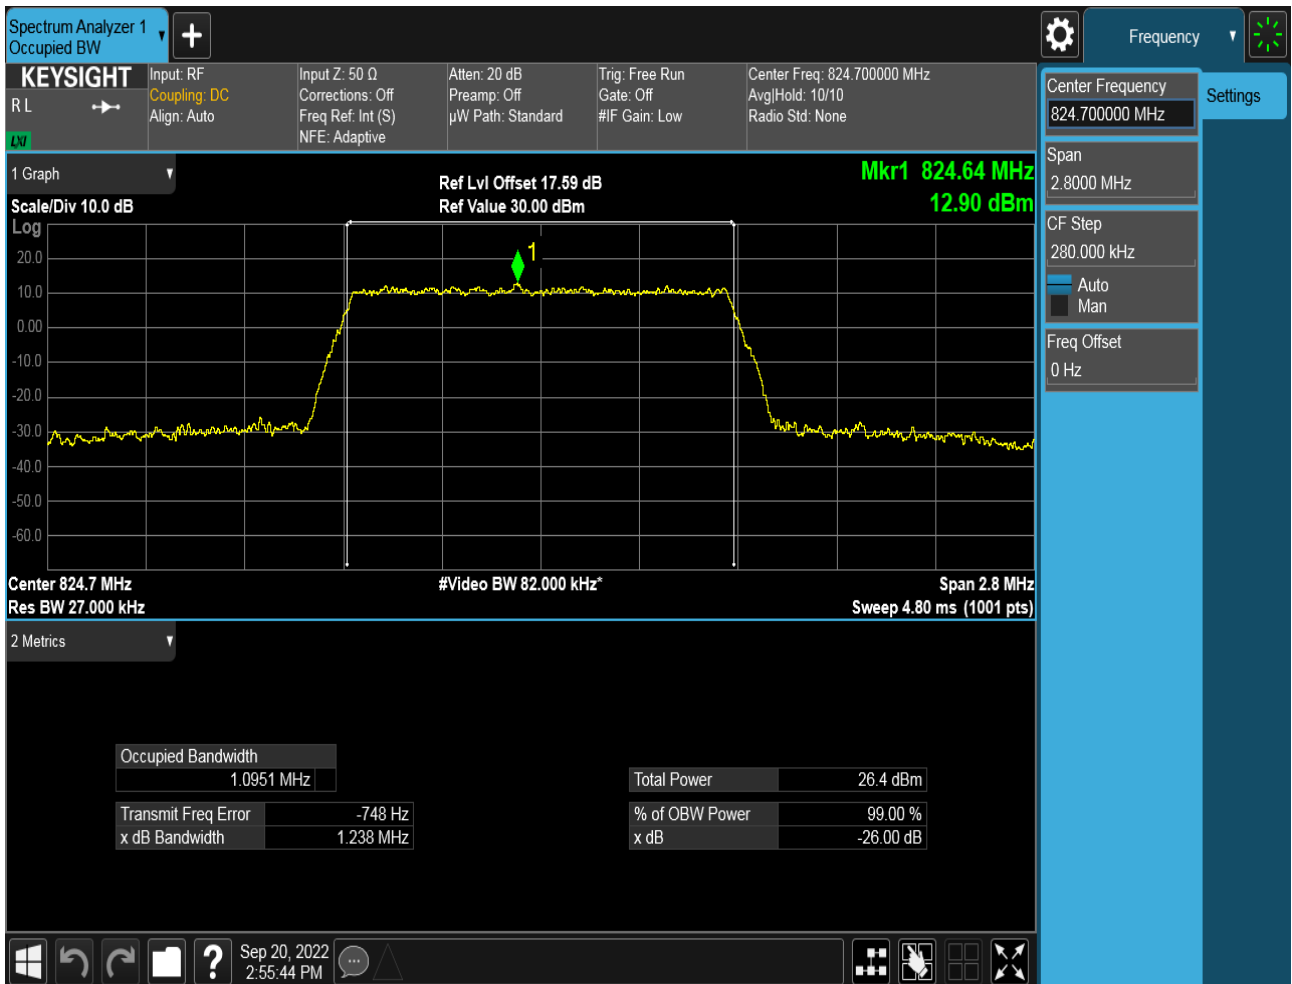 Spectrum Analyzer 1
Occupied BW
Frequency
KEYSIGHT
R L
LXI
Input: RF
Coupling: DC
Align: Auto
Input Z: 50 Ω
Corrections: Off
Freq Ref: Int (S)
NFE: Adaptive
Atten: 20 dB
Preamp: Off
µW Path: Standard
Trig: Free Run
Gate: Off
#IF Gain: Low
Center Freq: 824.700000 MHz
Avg|Hold: 10/10
Radio Std: None
Center Frequency
824.700000 MHz
Settings
Span
2.8000 MHz
CF Step
280.000 kHz
Auto
Man
Freq Offset
0 Hz
1 Graph
Scale/Div 10.0 dB
Ref Lvl Offset 17.59 dB
Ref Value 30.00 dBm
Mkr1 824.64 MHz
12.90 dBm
Log
20.0
10.0
0.00
-10.0
-20.0
-30.0
-40.0
-50.0
-60.0
1
Center 824.7 MHz
#Video BW 82.000 kHz*
Span 2.8 MHz
Res BW 27.000 kHz
Sweep 4.80 ms (1001 pts)
2 Metrics
Occupied Bandwidth
1.0951 MHz
Total Power 26.4 dBm
Transmit Freq Error -748 Hz
% of OBW Power 99.00 %
x dB Bandwidth 1.238 MHz
x dB -26.00 dB
?
Sep 20, 2022
2:55:44 PM